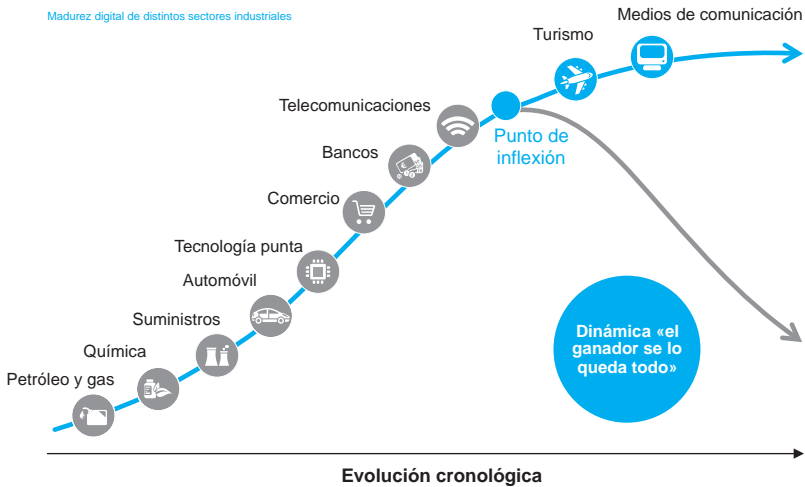 Madurez digital de distintos sectores industriales
Medios de comunicación
Turismo
Telecomunicaciones
Punto de
inflexión
Bancos
Comercio
Tecnología punta
Automóvil
Suministros
Química
Petróleo y gas
Dinámica «el
ganador se lo
queda todo»
Evolución cronológica